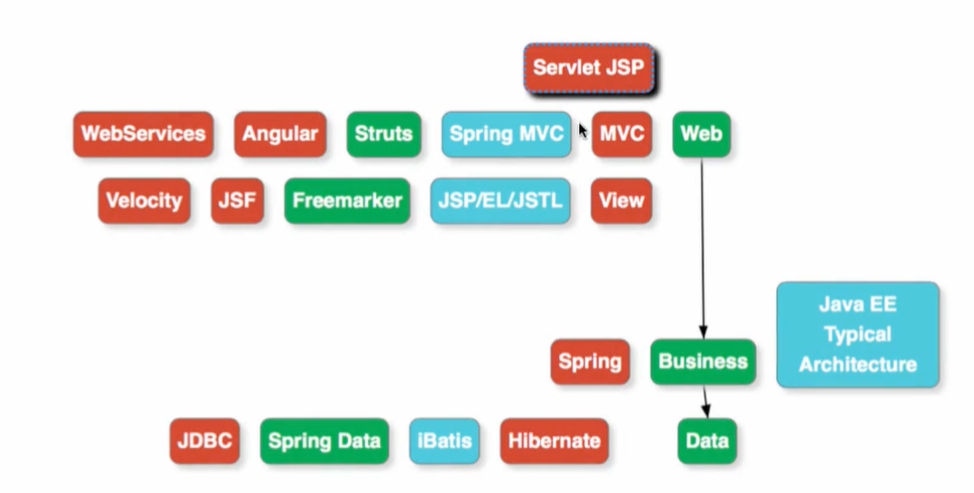 Servlet JSP
WebServices Angular Struts Spring MVC MVC Web
Velocity JSF Freemarker JSP/EL/JSTL View
Java EE
Typical
Architecture
Spring Business
JDBC Spring Data iBatis Hibernate Data